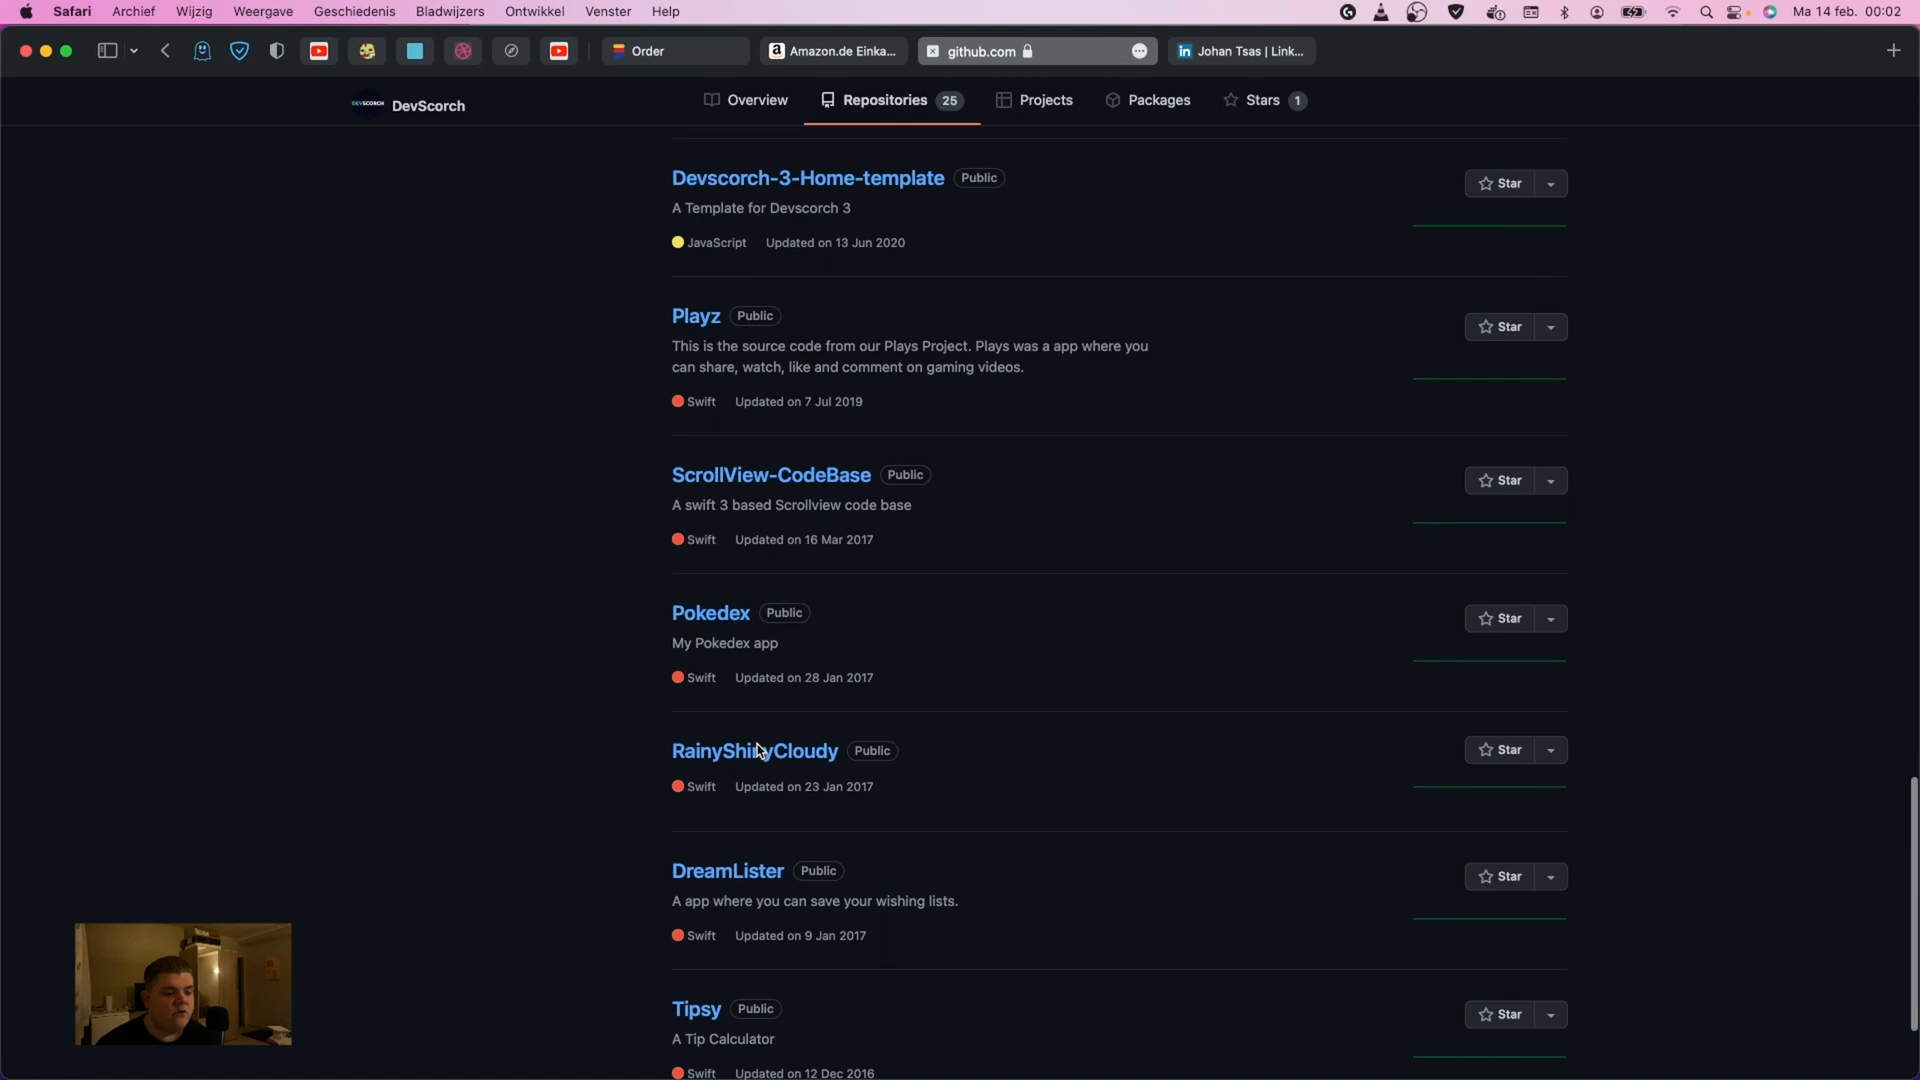 Safari Archief Wijzig Weergave Geschiedenis Bladwijzers Ontwikkel Venster Help Ma 14 feb. 00:02
Order Amazon.de Einka... github.com Johan Tsas | Link...
DEVSCORCH DevScorch Overview Repositories 25 Projects Packages Stars 1
Devscorch-3-Home-template Public Star
A Template for Devscorch 3
JavaScript Updated on 13 Jun 2020
Playz Public Star
This is the source code from our Plays Project. Plays was a app where you
can share, watch, like and comment on gaming videos.
Swift Updated on 7 Jul 2019
ScrollView-CodeBase Public Star
A swift 3 based Scrollview code base
Swift Updated on 16 Mar 2017
Pokedex Public Star
My Pokedex app
Swift Updated on 28 Jan 2017
RainyShinyCloudy Public Star
Swift Updated on 23 Jan 2017
DreamLister Public Star
A app where you can save your wishing lists.
Swift Updated on 9 Jan 2017
Tipsy Public Star
A Tip Calculator
Swift Updated on 12 Dec 2016